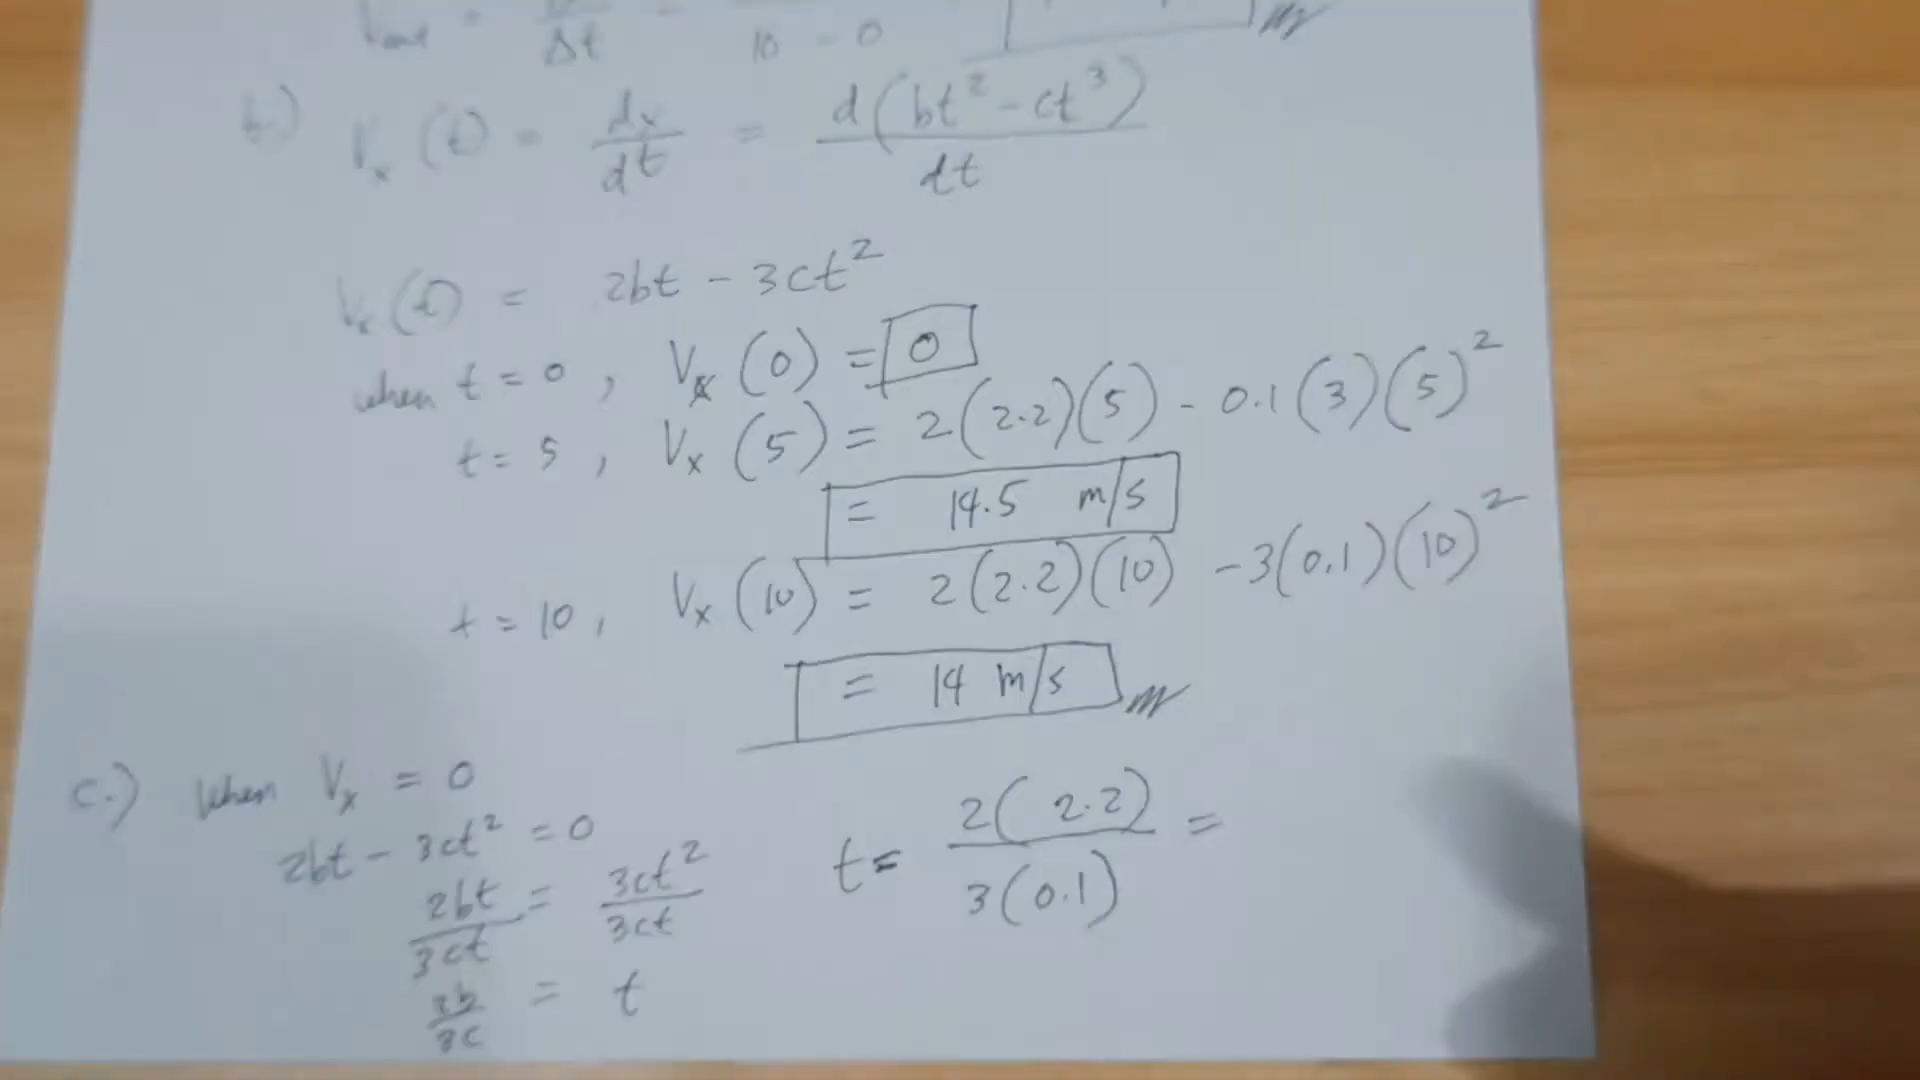 Δt 10 - 0
b.) Vx (t) = dx/dt = d(bt² - ct³)/dt
Vx(t) = 2bt - 3ct²
when t = 0 , Vx (0) = 0
t = 5 , Vx (5) = 2(2.2)(5) - 0.1(3)(5)²
= 14.5 m/s
t = 10 , Vx (10) = 2(2.2)(10) - 3(0.1)(10)²
= 14 m/s
c.) when Vx = 0
2bt - 3ct² = 0
2bt/3ct = 3ct²/3ct
2b/3c = t
t = 2(2.2)/3(0.1) =